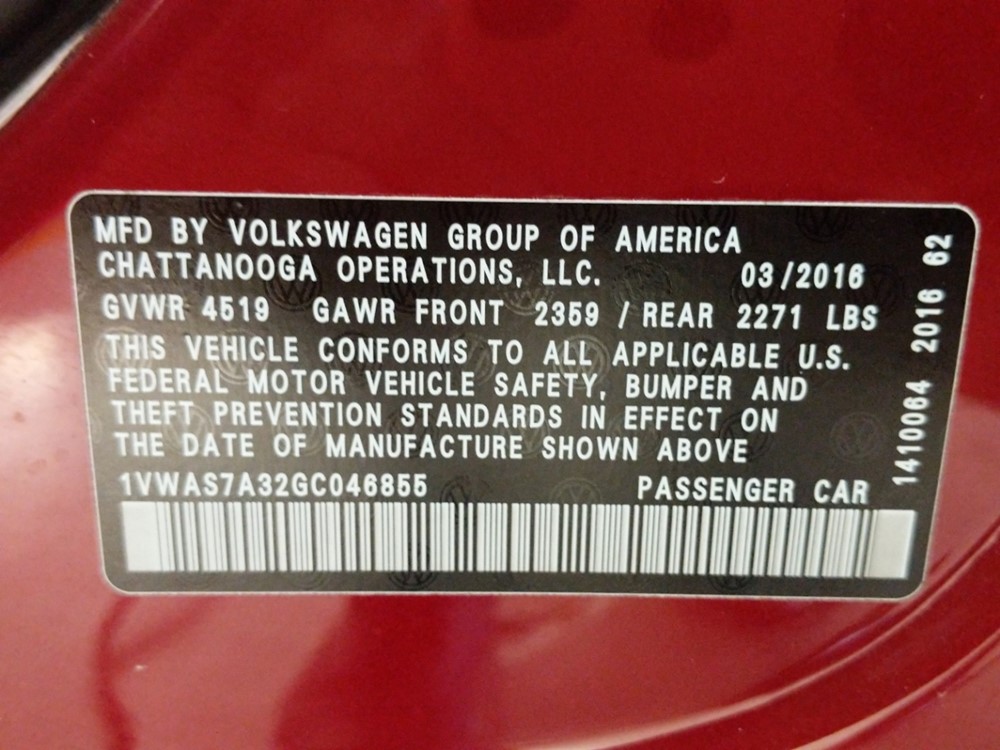 MFD BY VOLKSWAGEN GROUP OF AMERICA
CHATTANOOGA OPERATIONS, LLC. 03/2016
GVWR 4519 GAWR FRONT 2359 / REAR 2271 LBS
THIS VEHICLE CONFORMS TO ALL APPLICABLE U.S.
FEDERAL MOTOR VEHICLE SAFETY, BUMPER AND
THEFT PREVENTION STANDARDS IN EFFECT ON
THE DATE OF MANUFACTURE SHOWN ABOVE
1VWAS7A32GC046855 PASSENGER CAR
1410064 2016 62